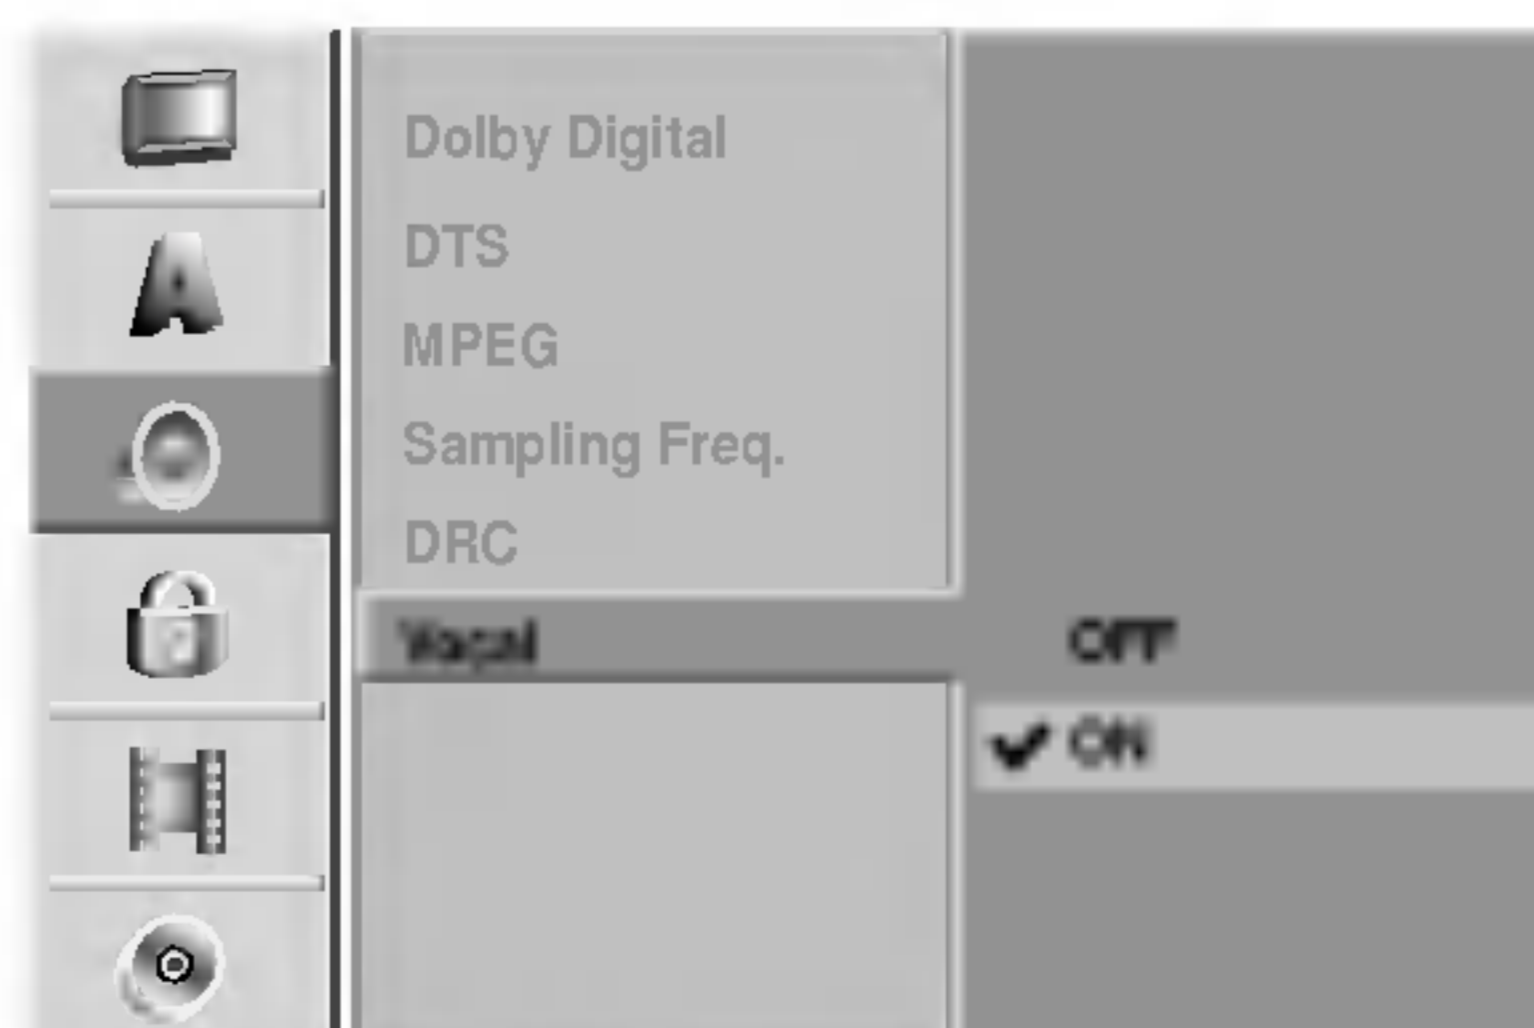 Dolby Digital
DTS
MPEG
Sampling Freq.
DRC
Vocal
OFF
ON